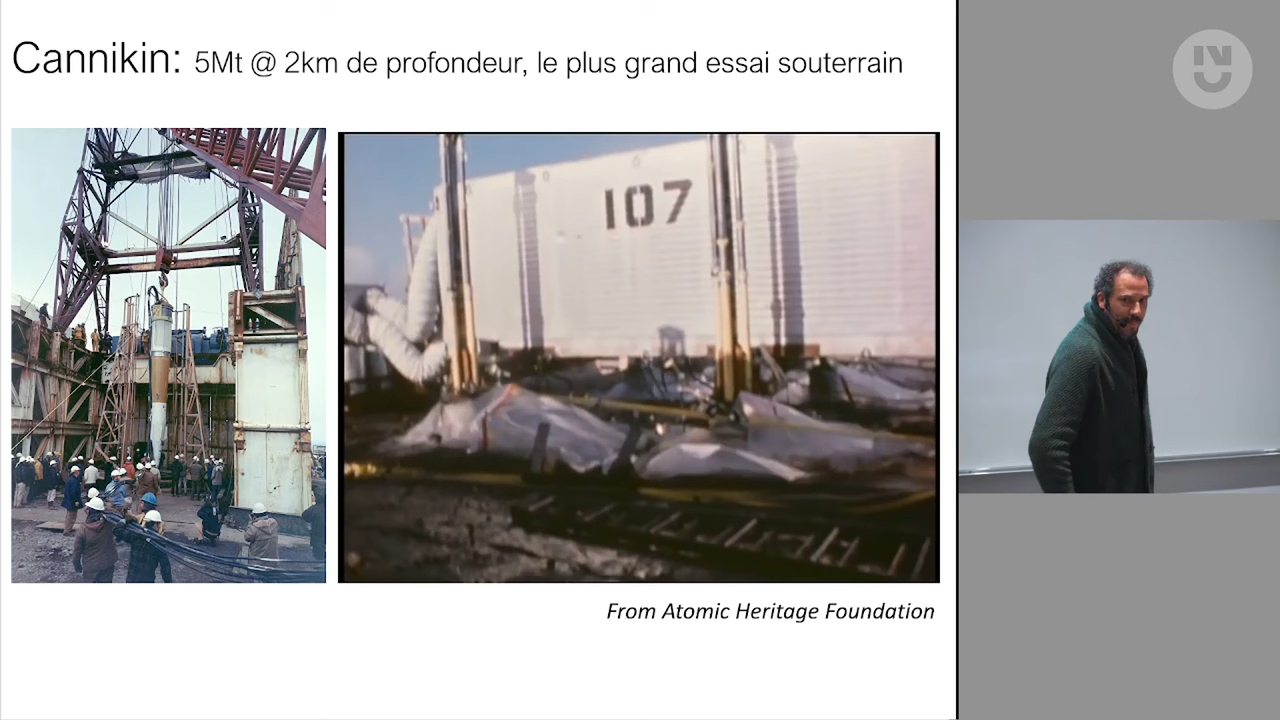 Cannikin: 5Mt @ 2km de profondeur, le plus grand essai souterrain
107
From Atomic Heritage Foundation